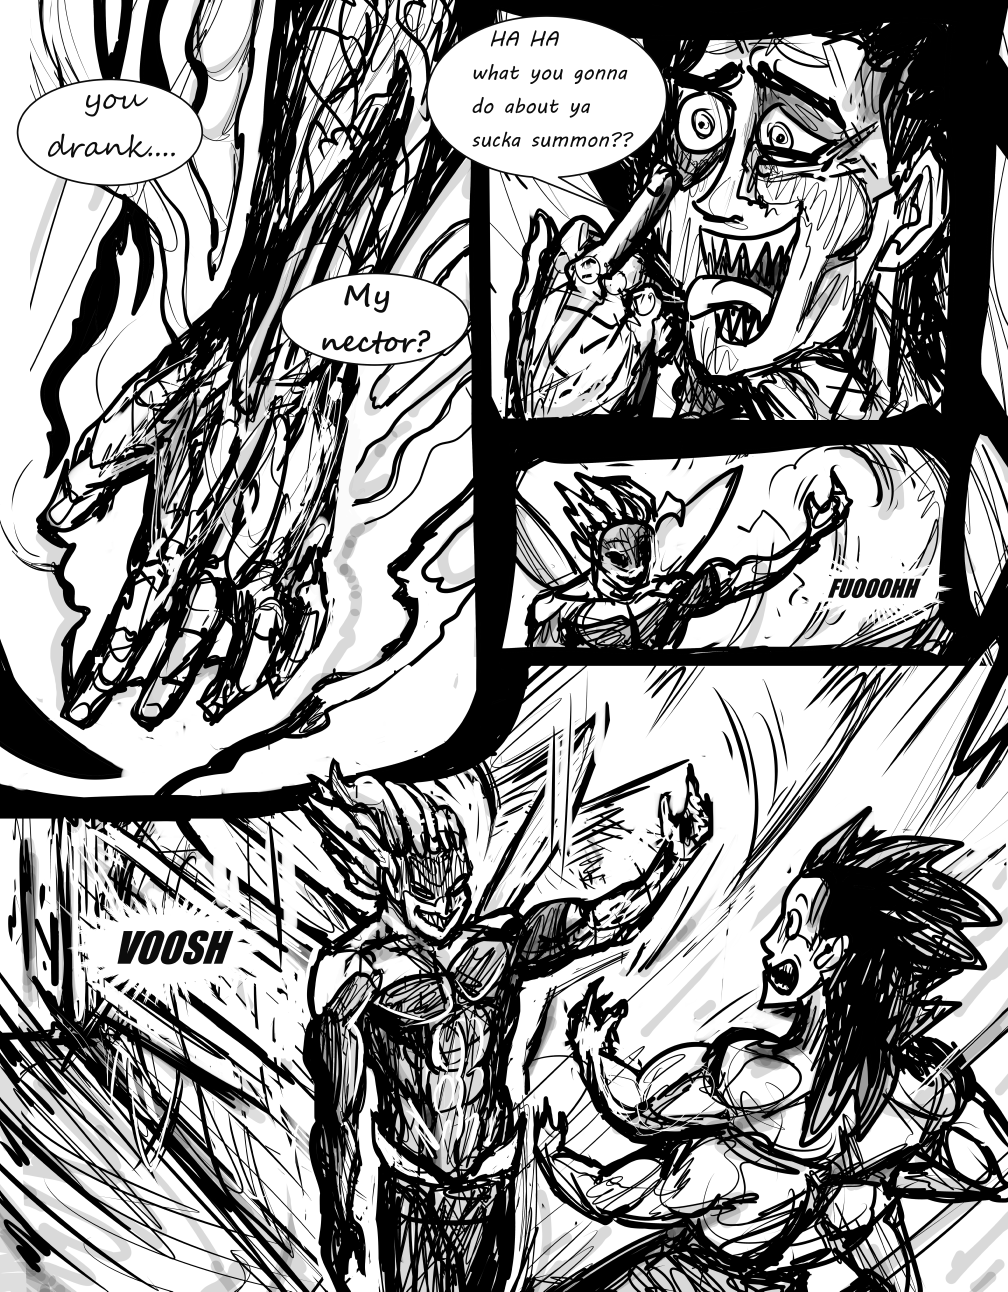 you
drank....
My
nector?
HA HA
what you gonna
do about ya
sucka summon??
FUOOOHH
VOOSH